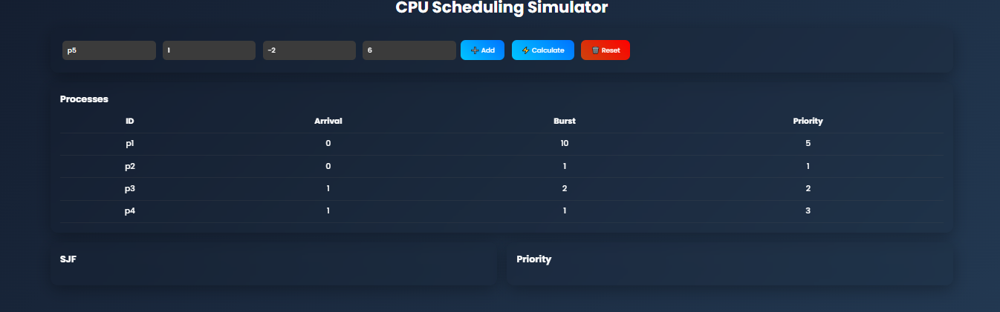 CPU Scheduling Simulator
p5 1 -2 6 ➕ Add ⚡ Calculate 🗑 Reset
Processes
ID Arrival Burst Priority
p1 0 10 5
p2 0 1 1
p3 1 2 2
p4 1 1 3
SJF Priority